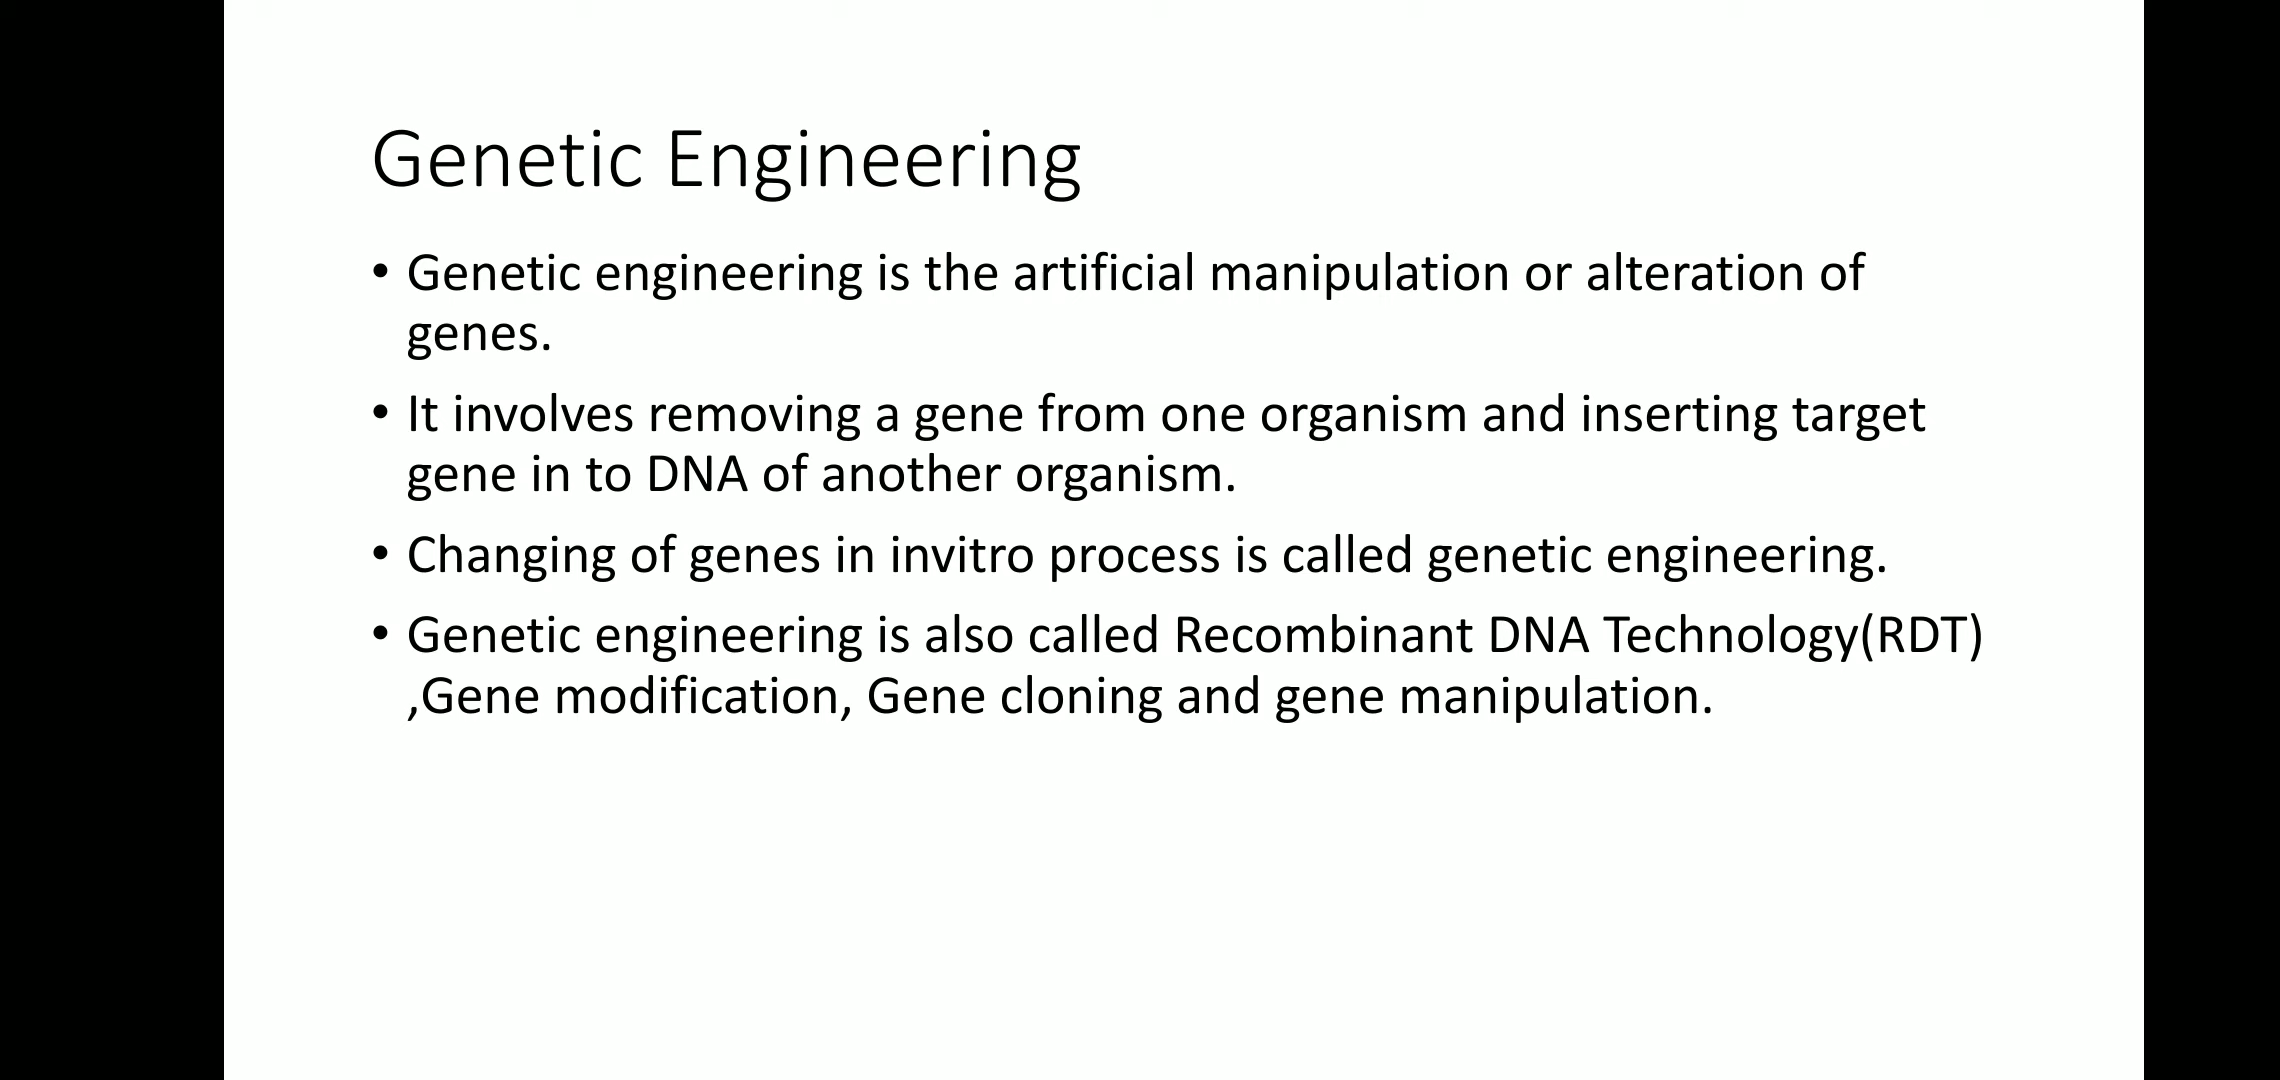 Genetic Engineering
• Genetic engineering is the artificial manipulation or alteration of
genes.
• It involves removing a gene from one organism and inserting target
gene in to DNA of another organism.
• Changing of genes in invitro process is called genetic engineering.
• Genetic engineering is also called Recombinant DNA Technology(RDT)
,Gene modification, Gene cloning and gene manipulation.